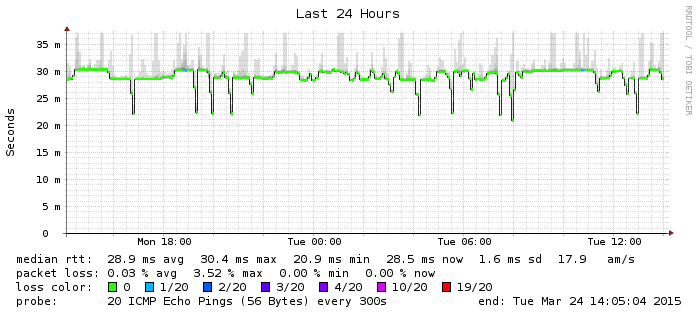 Last 24 Hours
RRDTOOL / TOBI OETIKER
Seconds
35 m
30 m
25 m
20 m
15 m
10 m
5 m
0
Mon 18:00 Tue 00:00 Tue 06:00 Tue 12:00
median rtt: 28.9 ms avg 30.4 ms max 20.9 ms min 28.5 ms now 1.6 ms sd 17.9 am/s
packet loss: 0.03 % avg 3.52 % max 0.00 % min 0.00 % now
loss color: 0 1/20 2/20 3/20 4/20 10/20 19/20
probe: 20 ICMP Echo Pings (56 Bytes) every 300s end: Tue Mar 24 14:05:04 2015